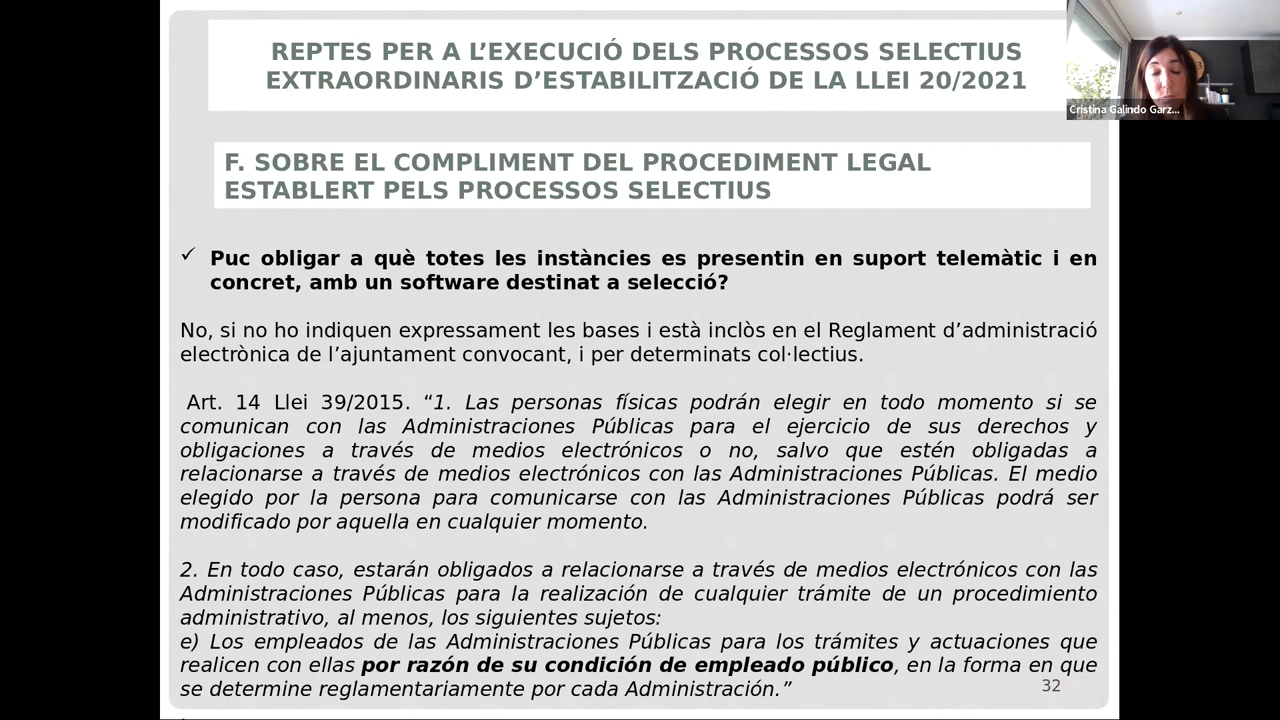 REPTES PER A L’EXECUCIÓ DELS PROCESSOS SELECTIUS
EXTRAORDINARIS D’ESTABILITZACIÓ DE LA LLEI 20/2021
Cristina Galindo Garz...
F. SOBRE EL COMPLIMENT DEL PROCEDIMENT LEGAL
ESTABLERT PELS PROCESSOS SELECTIUS
✓ Puc obligar a què totes les instàncies es presentin en suport telemàtic i en
concret, amb un software destinat a selecció?
No, si no ho indiquen expressament les bases i està inclòs en el Reglament d’administració
electrònica de l’ajuntament convocant, i per determinats col·lectius.
Art. 14 Llei 39/2015. “1. Las personas físicas podrán elegir en todo momento si se
comunican con las Administraciones Públicas para el ejercicio de sus derechos y
obligaciones a través de medios electrónicos o no, salvo que estén obligadas a
relacionarse a través de medios electrónicos con las Administraciones Públicas. El medio
elegido por la persona para comunicarse con las Administraciones Públicas podrá ser
modificado por aquella en cualquier momento.
2. En todo caso, estarán obligados a relacionarse a través de medios electrónicos con las
Administraciones Públicas para la realización de cualquier trámite de un procedimiento
administrativo, al menos, los siguientes sujetos:
e) Los empleados de las Administraciones Públicas para los trámites y actuaciones que
realicen con ellas por razón de su condición de empleado público, en la forma en que
se determine reglamentariamente por cada Administración.”
32